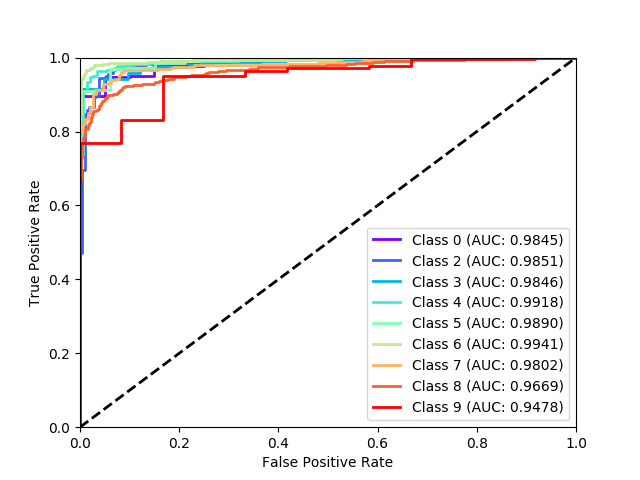 1.0
0.8
0.6
0.4
0.2
0.0
True Positive Rate
Class 0 (AUC: 0.9845)
Class 2 (AUC: 0.9851)
Class 3 (AUC: 0.9846)
Class 4 (AUC: 0.9918)
Class 5 (AUC: 0.9890)
Class 6 (AUC: 0.9941)
Class 7 (AUC: 0.9802)
Class 8 (AUC: 0.9669)
Class 9 (AUC: 0.9478)
0.0 0.2 0.4 0.6 0.8 1.0
False Positive Rate